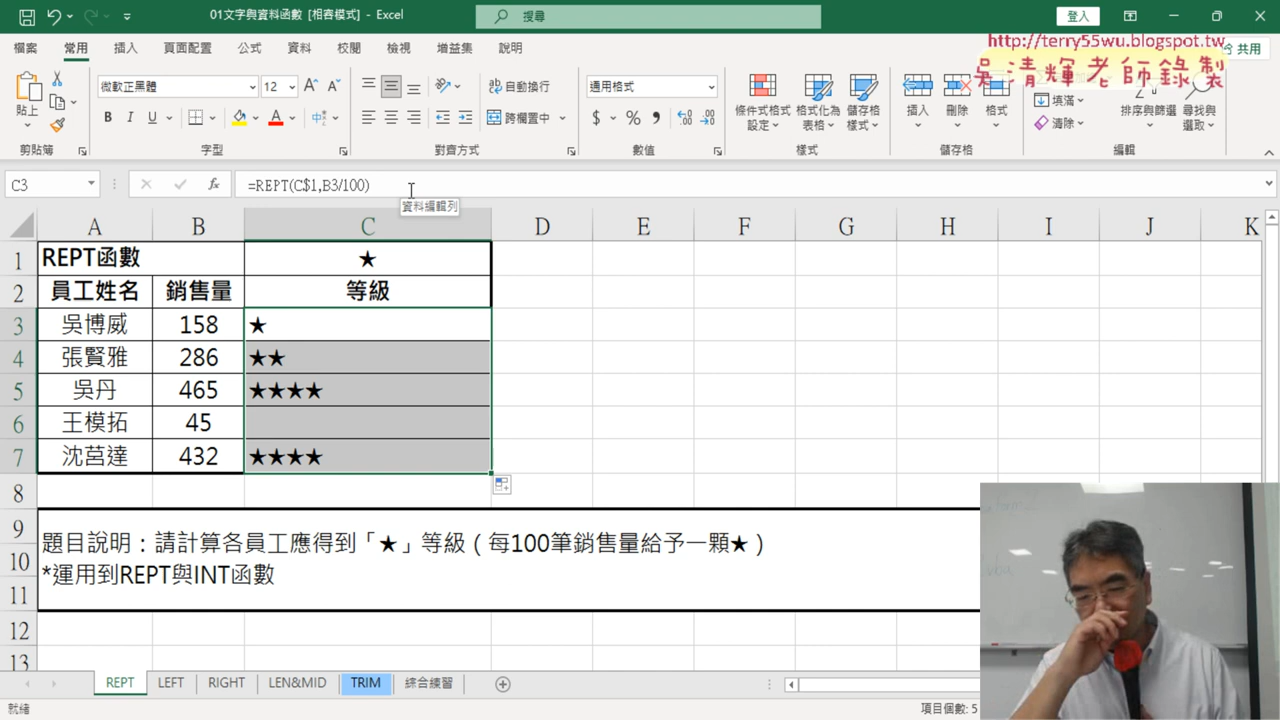 01文字與資料函數 [相容模式] - Excel
搜尋
登入
http://terry55wu.blogspot.tw
吳清輝老師錄製
檔案 常用 插入 頁面配置 公式 資料 校閱 檢視 增益集 說明
共用
貼上
剪貼簿
微軟正黑體 12
B I U
字型
自動換行
跨欄置中
對齊方式
通用格式
$ % ,
數值
條件式格式設定
格式化為表格
儲存格樣式
樣式
插入 刪除 格式
儲存格
填滿
清除
排序與篩選
尋找與選取
編輯
C3
fx
=REPT(C$1,B3/100)
資料編輯列
A B C D E F G H I J K
1 REPT函數 ★
2 員工姓名 銷售量 等級
3 吳博威 158 ★
4 張賢雅 286 ★★
5 吳丹 465 ★★★★
6 王模拓 45
7 沈莒達 432 ★★★★
8
9
10
11
12
13
題目說明：請計算各員工應得到「★」等級（每100筆銷售量給予一顆★）
*運用到REPT與INT函數
REPT LEFT RIGHT LEN&MID TRIM 綜合練習
就緒
項目個數: 5